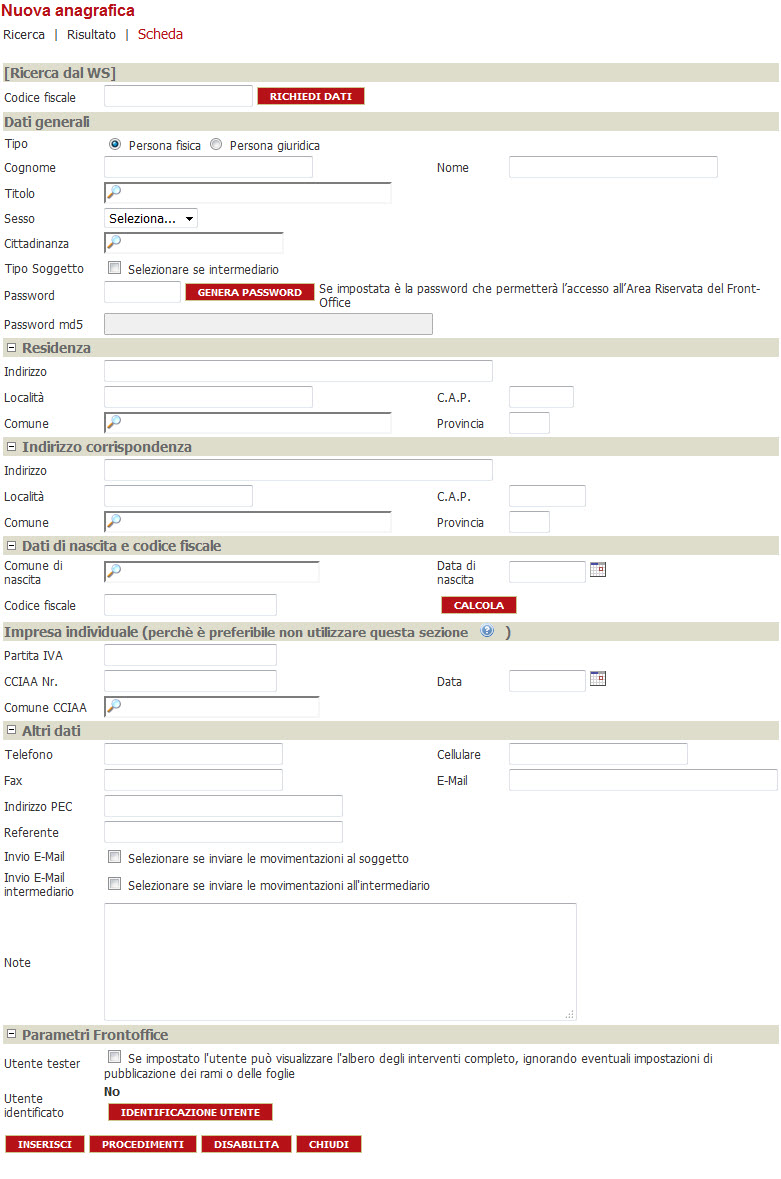 Nuova anagrafica
Ricerca | Risultato | Scheda
[Ricerca dal WS]
Codice fiscale RICHIEDI DATI
Dati generali
Tipo Persona fisica Persona giuridica
Cognome Nome
Titolo
Sesso Seleziona...
Cittadinanza
Tipo Soggetto Selezionare se intermediario
Password GENERA PASSWORD Se impostata è la password che permetterà l’accesso all’Area Riservata del Front-
Office
Password md5
Residenza
Indirizzo
Località C.A.P.
Comune Provincia
Indirizzo corrispondenza
Indirizzo
Località C.A.P.
Comune Provincia
Dati di nascita e codice fiscale
Comune di Data di
nascita nascita
Codice fiscale CALCOLA
Impresa individuale (perchè è preferibile non utilizzare questa sezione ? )
Partita IVA
CCIAA Nr. Data
Comune CCIAA
Altri dati
Telefono Cellulare
Fax E-Mail
Indirizzo PEC
Referente
Invio E-Mail Selezionare se inviare le movimentazioni al soggetto
Invio E-Mail
intermediario Selezionare se inviare le movimentazioni all'intermediario
Note
Parametri Frontoffice
Utente tester Se impostato l'utente può visualizzare l'albero degli interventi completo, ignorando eventuali impostazioni di
pubblicazione dei rami o delle foglie
No
Utente
identificato IDENTIFICAZIONE UTENTE
INSERISCI PROCEDIMENTI DISABILITA CHIUDI